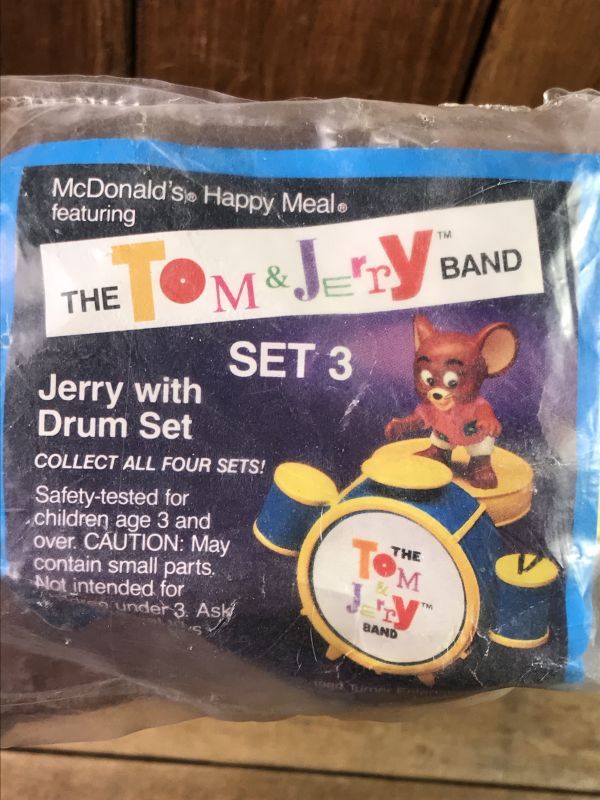 McDonald's® Happy Meal®
featuring
THE TOM & JERRY™ BAND
SET 3
Jerry with
Drum Set
COLLECT ALL FOUR SETS!
Safety-tested for
children age 3 and
over. CAUTION: May
contain small parts.
Not intended for
under 3. Ask
THE
TOM
&
JERRY™
BAND
Turner